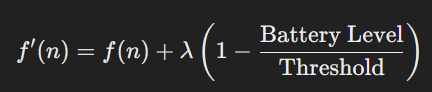 f′(n) = f(n) + λ (1 − Battery Level / Threshold)